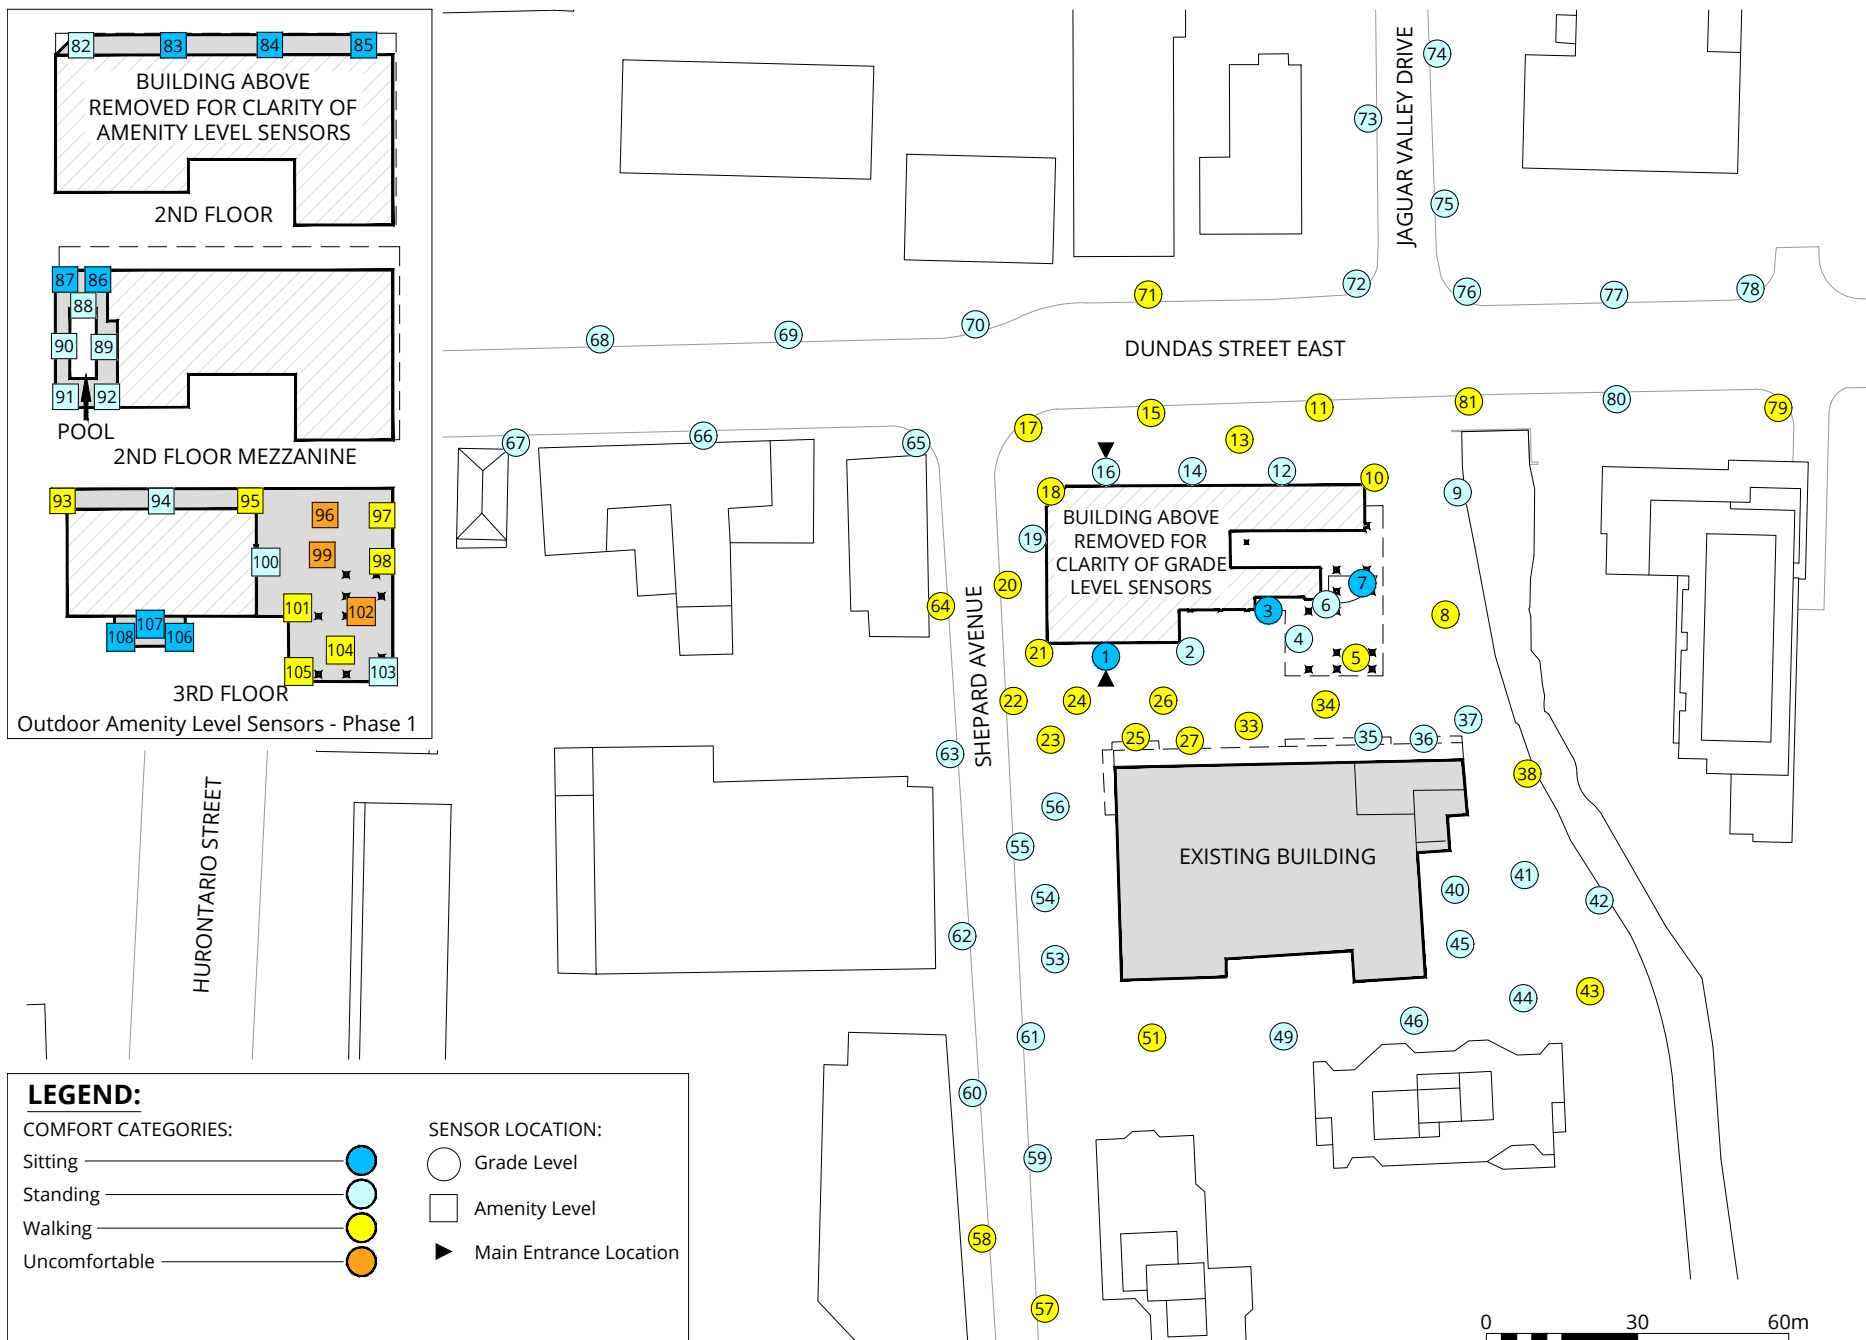 82 83 84 85
BUILDING ABOVE
REMOVED FOR CLARITY OF
AMENITY LEVEL SENSORS
2ND FLOOR
87 86
88
90 89
91 92
POOL
2ND FLOOR MEZZANINE
93 94 95 96 97
100 99 98
101 102
108 107 106
104
105 103
3RD FLOOR
Outdoor Amenity Level Sensors - Phase 1
JAGUAR VALLEY DRIVE
74
73
75
72
71
76 77 78
70
69
68
DUNDAS STREET EAST
67 66 65
17 15 11 81 80 79
13
16 14 12 10
18 9
BUILDING ABOVE
REMOVED FOR
CLARITY OF GRADE
LEVEL SENSORS
19
20
64
7
3 6
8
4
21 1 2 5
SHEPARD AVENUE
22 24 26 34
23 25 27 33 35 36 37
63
38
56
55
EXISTING BUILDING
54
40 41 42
62
53
45
44 43
61 51 49 46
60
59
58
57
HURONTARIO STREET
LEGEND:
COMFORT CATEGORIES:
Sitting
Standing
Walking
Uncomfortable
SENSOR LOCATION:
Grade Level
Amenity Level
Main Entrance Location
0 30 60m